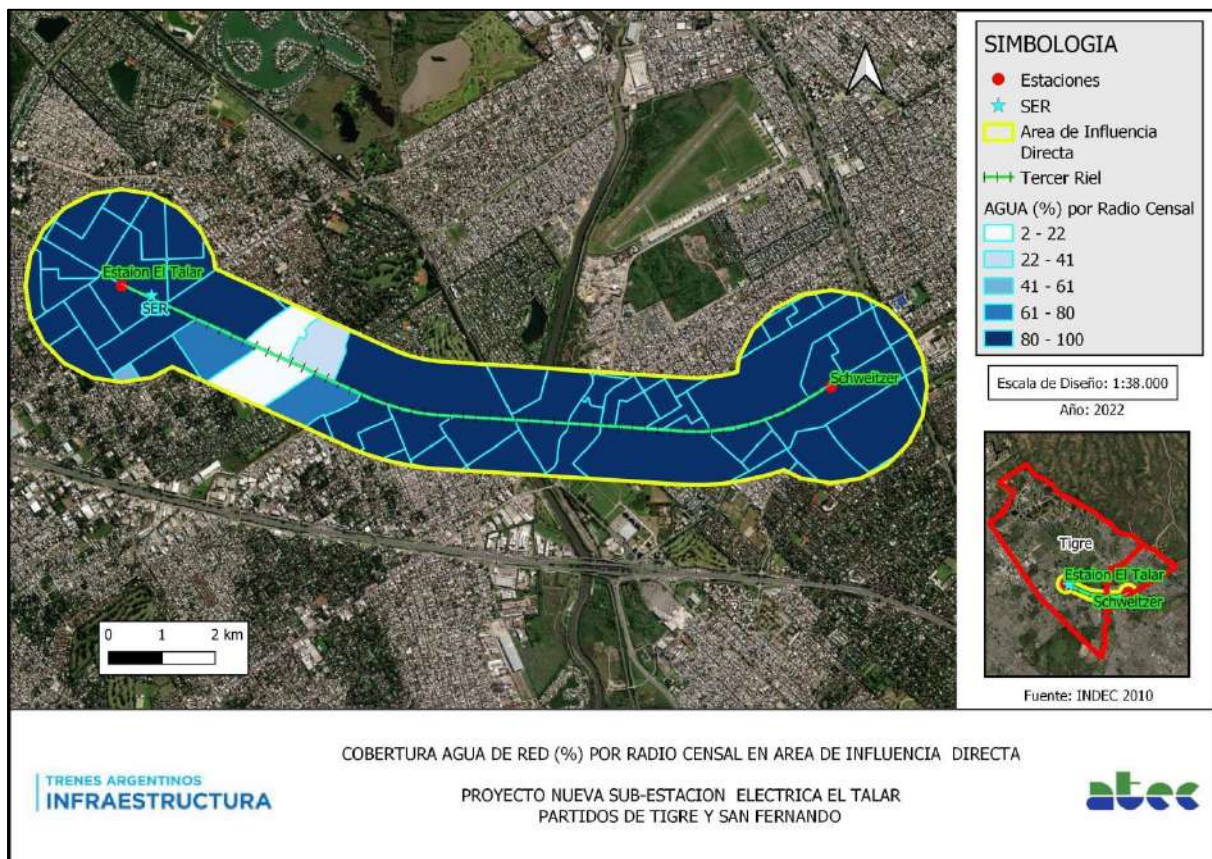 Estaion El Talar
SER
Schweitzer
0 1 2 km
SIMBOLOGIA
Estaciones
SER
Area de Influencia
Directa
Tercer Riel
AGUA (%) por Radio Censal
2 - 22
22 - 41
41 - 61
61 - 80
80 - 100
Escala de Diseño: 1:38.000
Año: 2022
Tigre
Estaion El Talar
Schweitzer
Fuente: INDEC 2010
COBERTURA AGUA DE RED (%) POR RADIO CENSAL EN AREA DE INFLUENCIA DIRECTA
PROYECTO NUEVA SUB-ESTACION ELECTRICA EL TALAR
PARTIDOS DE TIGRE Y SAN FERNANDO
TRENES ARGENTINOS
INFRAESTRUCTURA
atec